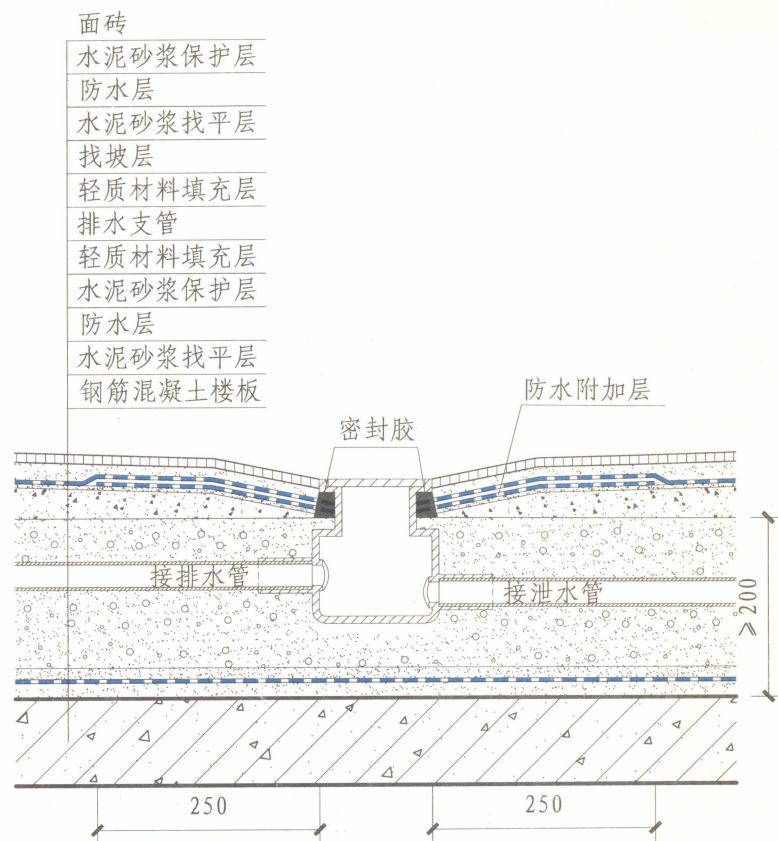 面砖
水泥砂浆保护层
防水层
水泥砂浆找平层
找坡层
轻质材料填充层
排水支管
轻质材料填充层
水泥砂浆保护层
防水层
水泥砂浆找平层
钢筋混凝土楼板
防水附加层
密封胶
接排水管
接泄水管
≥200
250
250